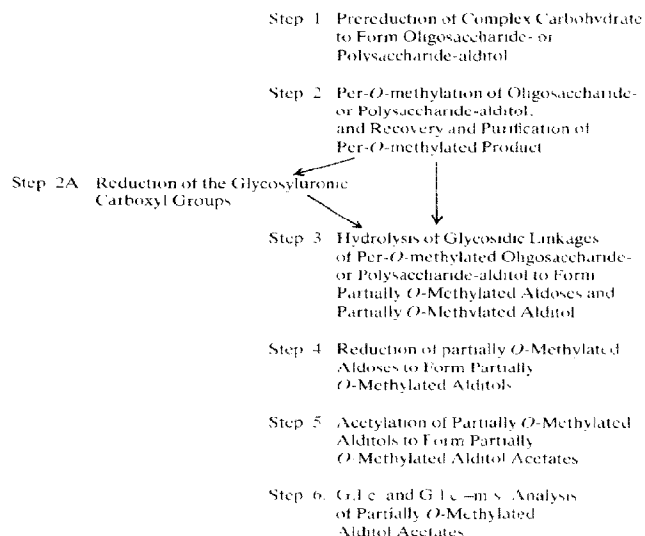 Step 1 Prereduction of Complex Carbohydrate
to Form Oligosaccharide- or
Polysaccharide-alditol
Step 2 Per-O-methylation of Oligosaccharide-
or Polysaccharide-alditol,
and Recovery and Purification of
Per-O-methylated Product
Step 2A Reduction of the Glycosyluronic
Carboxyl Groups
Step 3 Hydrolysis of Glycosidic Linkages
of Per-O-methylated Oligosaccharide-
or Polysaccharide-alditol to Form
Partially O-Methylated Aldoses and
Partially O-Methylated Alditol
Step 4 Reduction of partially O-Methylated
Aldoses to Form Partially
O-Methylated Alditols
Step 5 Acetylation of Partially O-Methylated
Alditols to Form Partially
O-Methylated Alditol Acetates
Step 6. G.l.c. and G.l.c.–m.s. Analysis
of Partially O-Methylated
Alditol Acetates